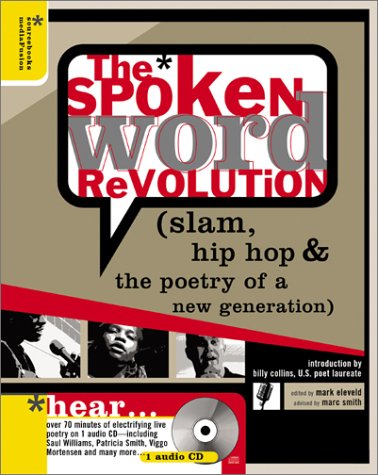 *sourcebooks
mediaFusion
The*
SPOKEN
word
ReVOLUTiON
(slam,
hip hop &
the poetry of a
new generation)
introduction by
billy collins, U.S. poet laureate
edited by mark eleveld
advised by marc smith
*hear...
over 70 minutes of electrifying live
poetry on 1 audio CD—including
Saul Williams, Patricia Smith, Viggo
Mortensen and many more...
1 audio CD